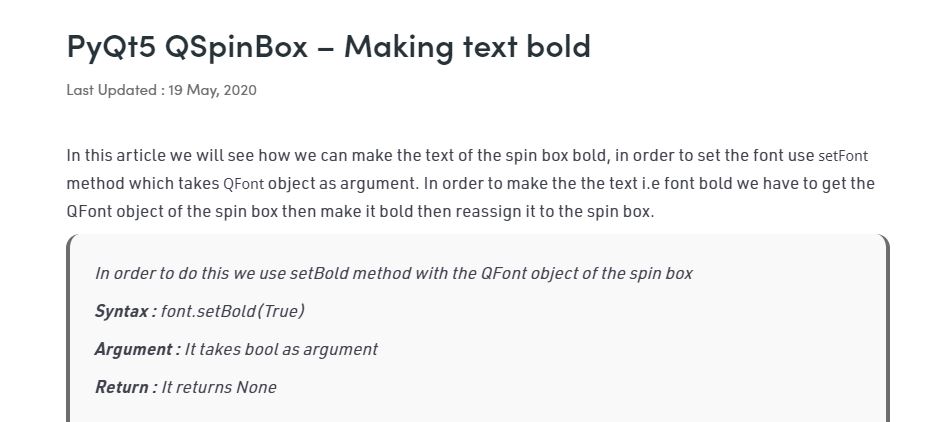 PyQt5 QSpinBox – Making text bold
Last Updated : 19 May, 2020
In this article we will see how we can make the text of the spin box bold, in order to set the font use setFont
method which takes QFont object as argument. In order to make the the text i.e font bold we have to get the
QFont object of the spin box then make it bold then reassign it to the spin box.
In order to do this we use setBold method with the QFont object of the spin box
Syntax : font.setBold(True)
Argument : It takes bool as argument
Return : It returns None